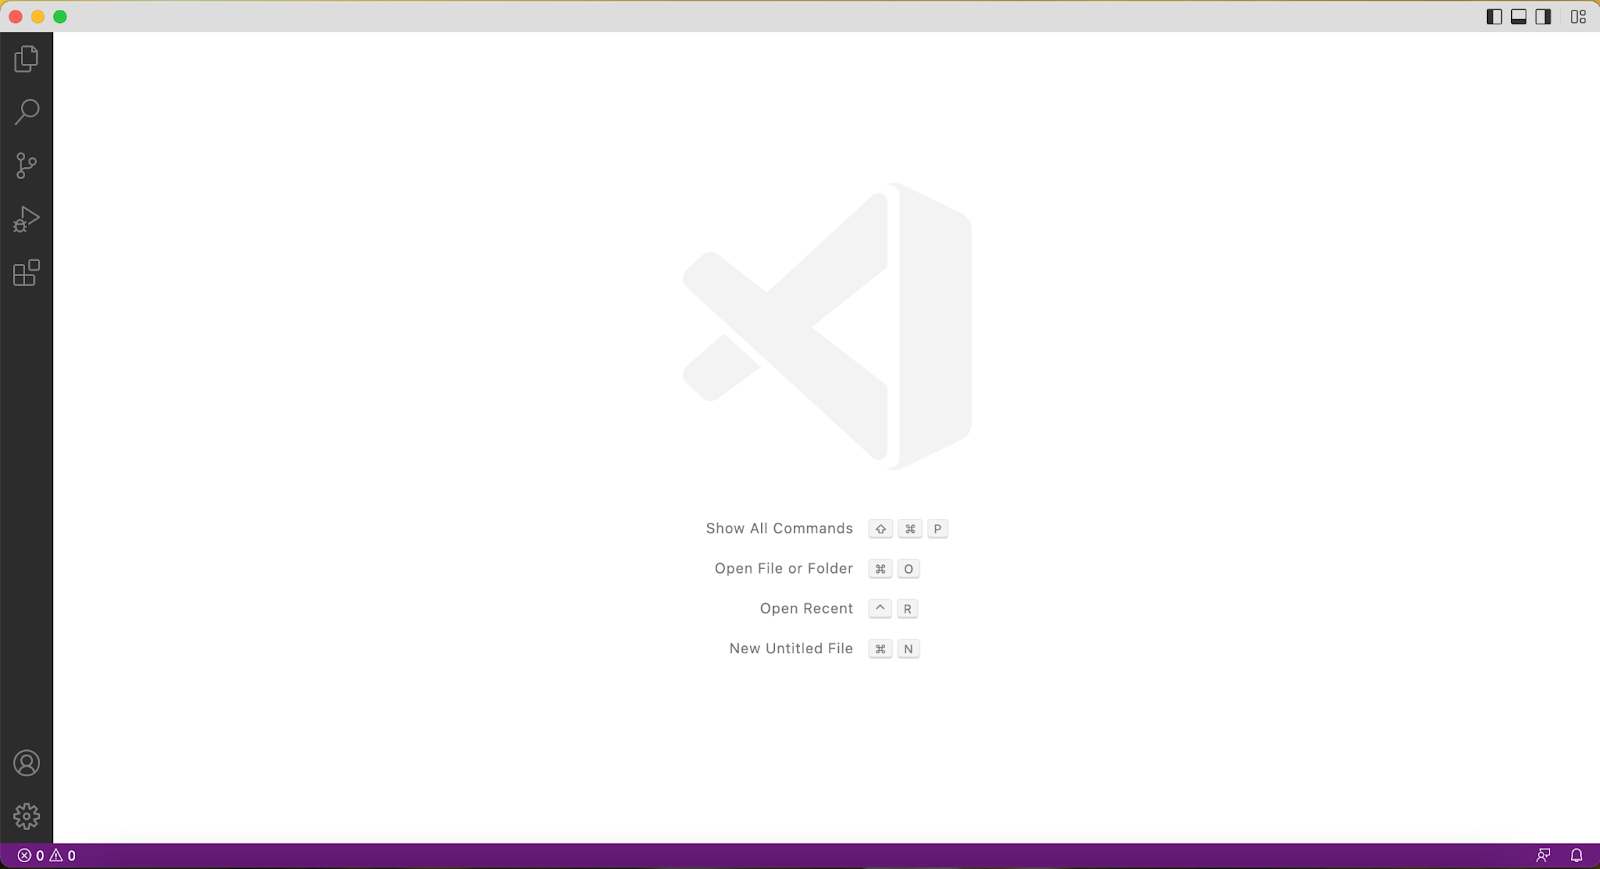 Show All Commands ⇧ ⌘ P
Open File or Folder ⌘ O
Open Recent ^ R
New Untitled File ⌘ N
0 0